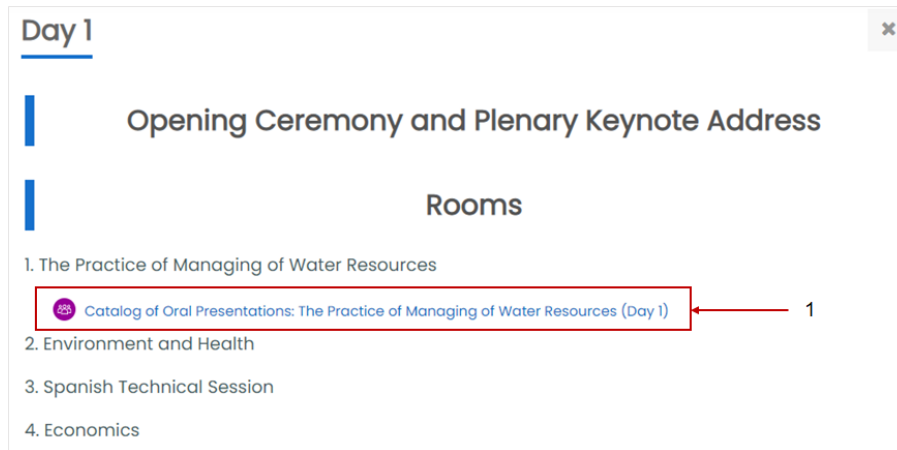 Day 1
Opening Ceremony and Plenary Keynote Address
Rooms
1. The Practice of Managing of Water Resources
Catalog of Oral Presentations: The Practice of Managing of Water Resources (Day 1)
1
2. Environment and Health
3. Spanish Technical Session
4. Economics